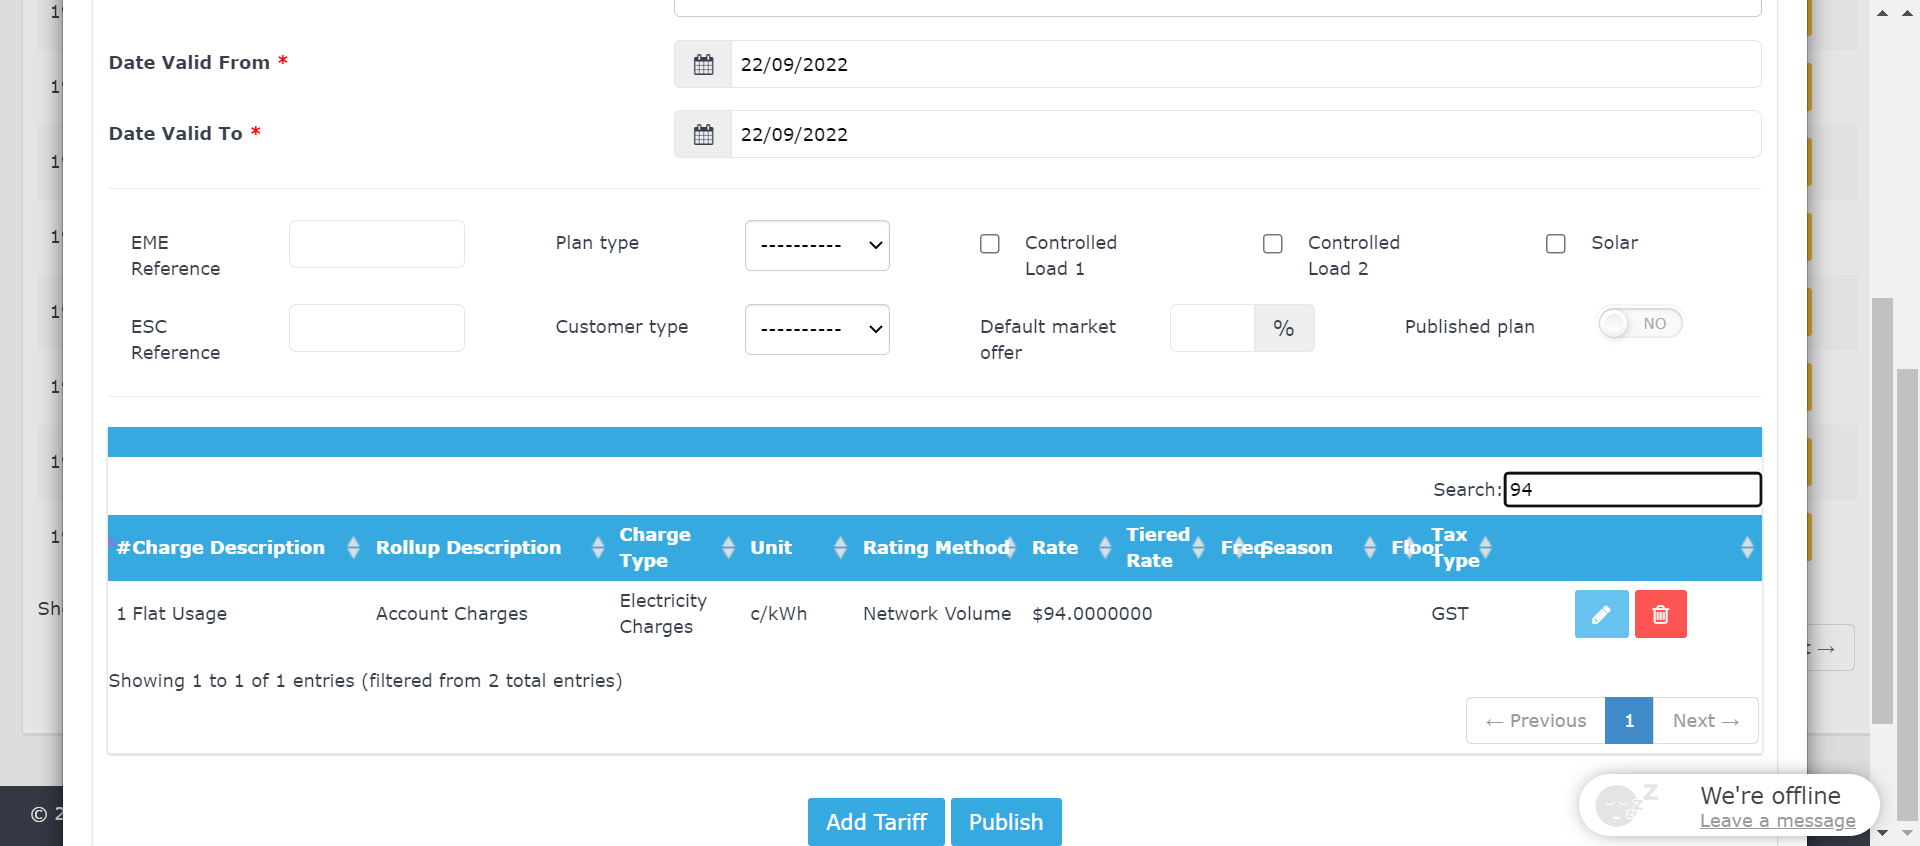 Date Valid From *
22/09/2022
Date Valid To *
22/09/2022
EME
Reference
Plan type
----------
Controlled
Load 1
Controlled
Load 2
Solar
ESC
Reference
Customer type
----------
Default market
offer
%
Published plan
NO
Search: 94
#Charge Description
Rollup Description
Charge
Type
Unit
Rating Method
Rate
Tiered
Rate
Freq
Season
Floor
Tax
Type
1 Flat Usage
Account Charges
Electricity
Charges
c/kWh
Network Volume
$94.0000000
GST
Showing 1 to 1 of 1 entries (filtered from 2 total entries)
← Previous
1
Next →
Add Tariff
Publish
We're offline
Leave a message